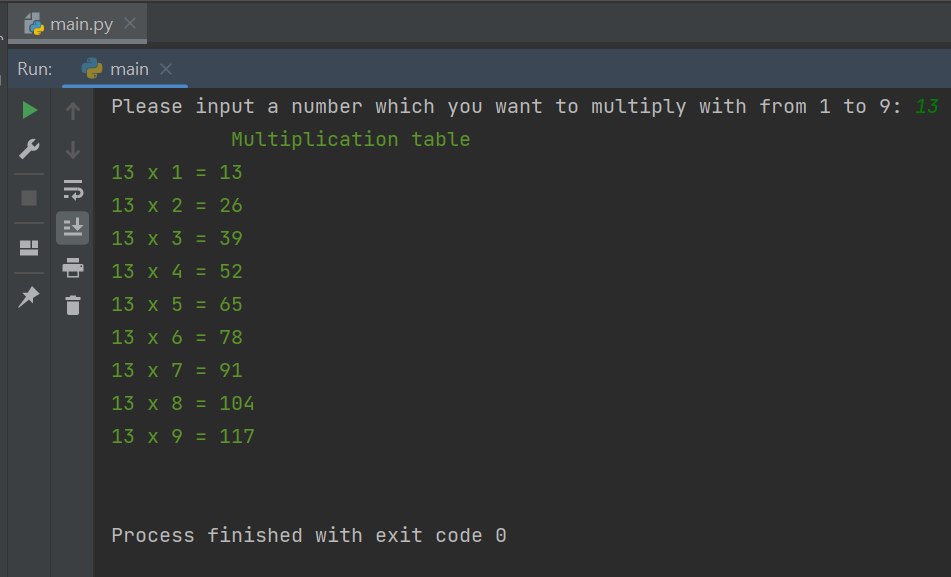 main.py
Run: main
Please input a number which you want to multiply with from 1 to 9: 13
Multiplication table
13 x 1 = 13
13 x 2 = 26
13 x 3 = 39
13 x 4 = 52
13 x 5 = 65
13 x 6 = 78
13 x 7 = 91
13 x 8 = 104
13 x 9 = 117
Process finished with exit code 0